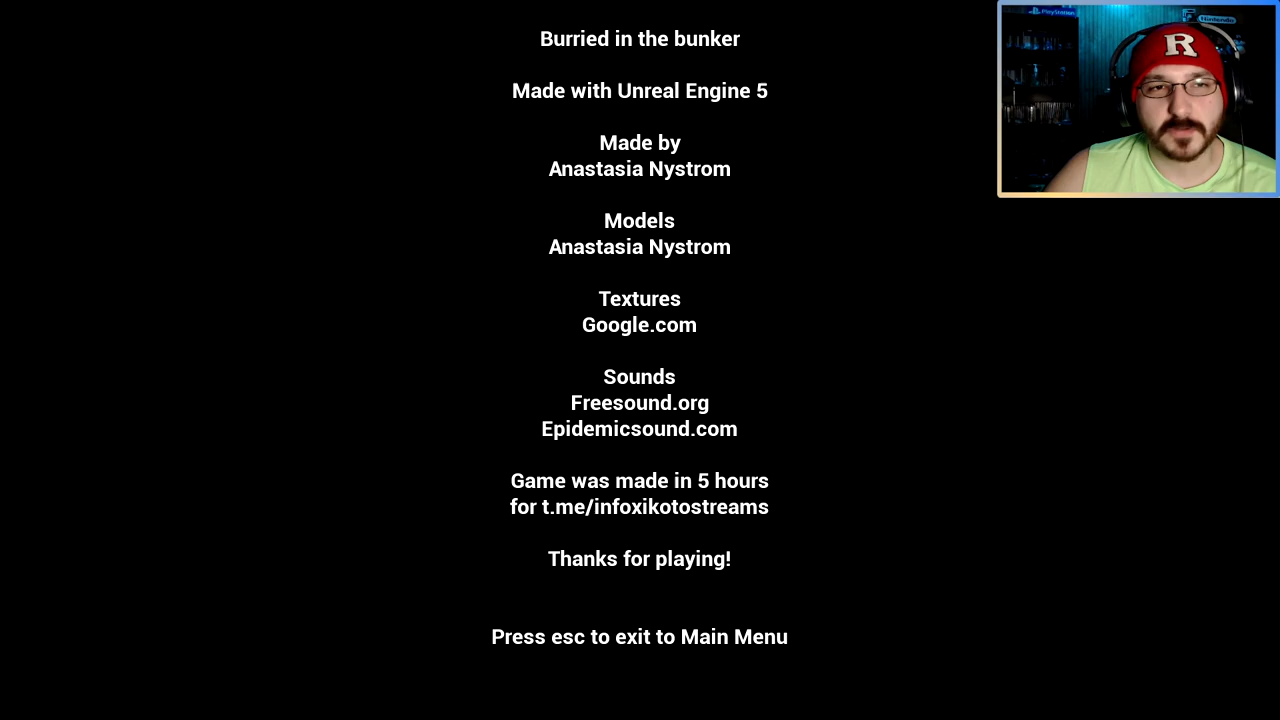 Burried in the bunker
Made with Unreal Engine 5
Made by
Anastasia Nystrom
Models
Anastasia Nystrom
Textures
Google.com
Sounds
Freesound.org
Epidemicsound.com
Game was made in 5 hours
for t.me/infoxikotostreams
Thanks for playing!
Press esc to exit to Main Menu
PlayStation
Nintendo
R